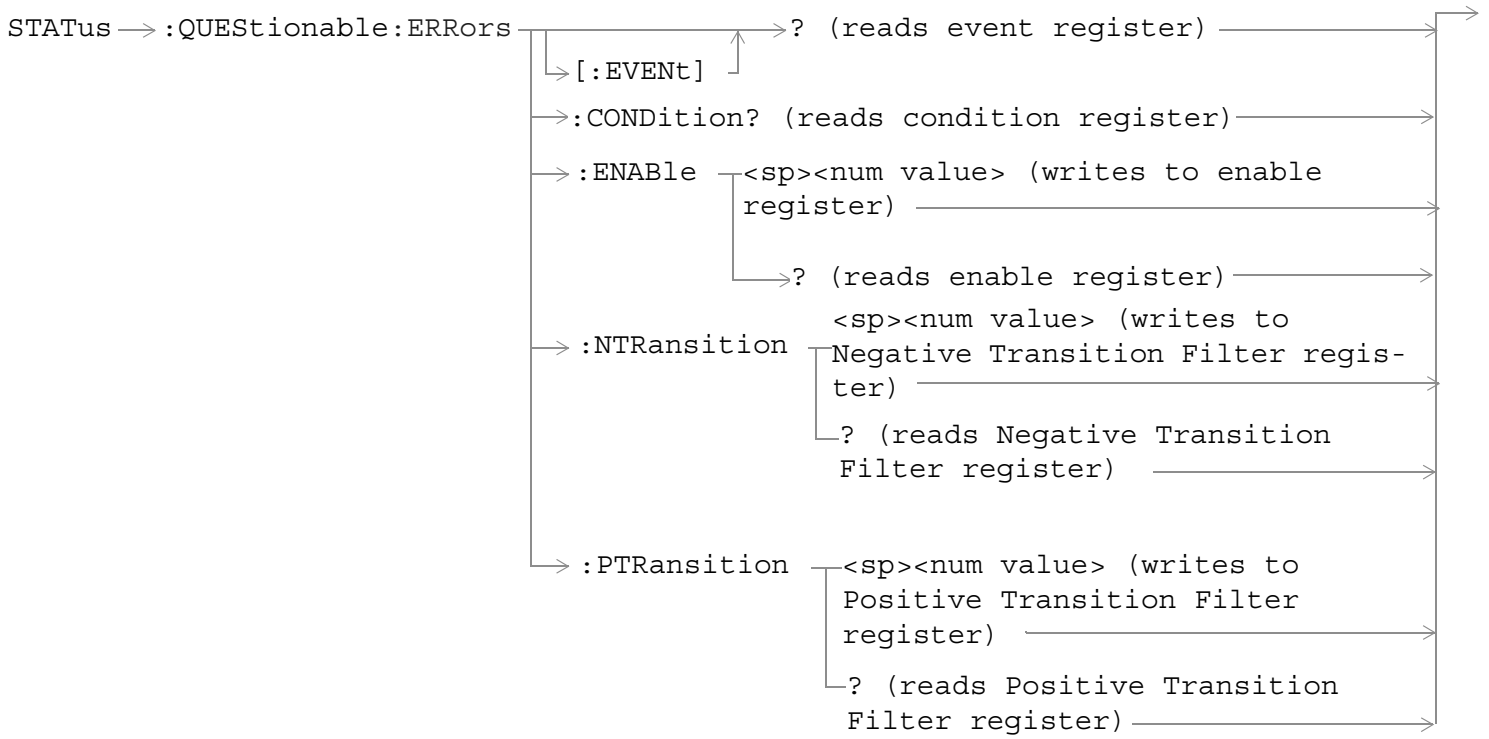 STATus :QUEStionable:ERRors ? (reads event register)
[:EVENt]
:CONDition? (reads condition register)
:ENABle <sp><num value> (writes to enable
register)
? (reads enable register)
<sp><num value> (writes to
:NTRansition Negative Transition Filter regis-
ter)
? (reads Negative Transition
Filter register)
:PTRansition <sp><num value> (writes to
Positive Transition Filter
register)
? (reads Positive Transition
Filter register)